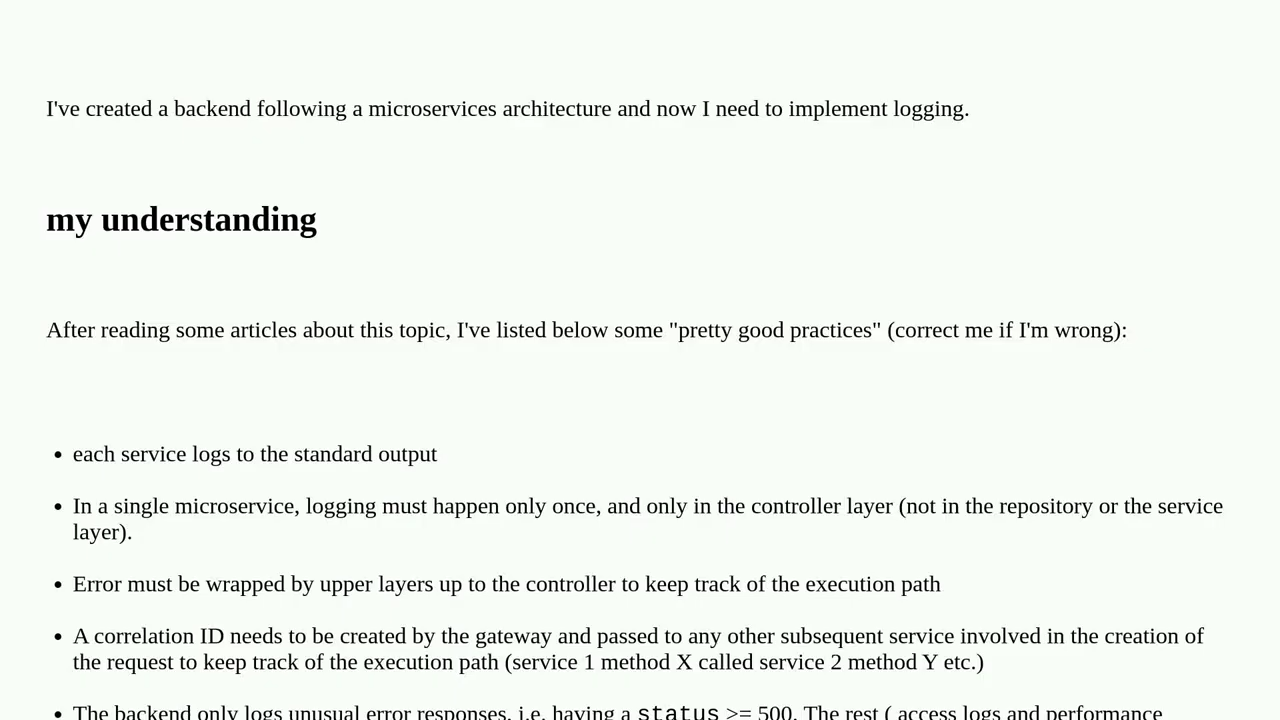 I've created a backend following a microservices architecture and now I need to implement logging.
my understanding
After reading some articles about this topic, I've listed below some "pretty good practices" (correct me if I'm wrong):
• each service logs to the standard output
• In a single microservice, logging must happen only once, and only in the controller layer (not in the repository or the service
layer).
• Error must be wrapped by upper layers up to the controller to keep track of the execution path
• A correlation ID needs to be created by the gateway and passed to any other subsequent service involved in the creation of
the request to keep track of the execution path (service 1 method X called service 2 method Y etc.)
• The backend only logs unusual error responses, i.e. having a status >= 500. The rest ( access logs and performance